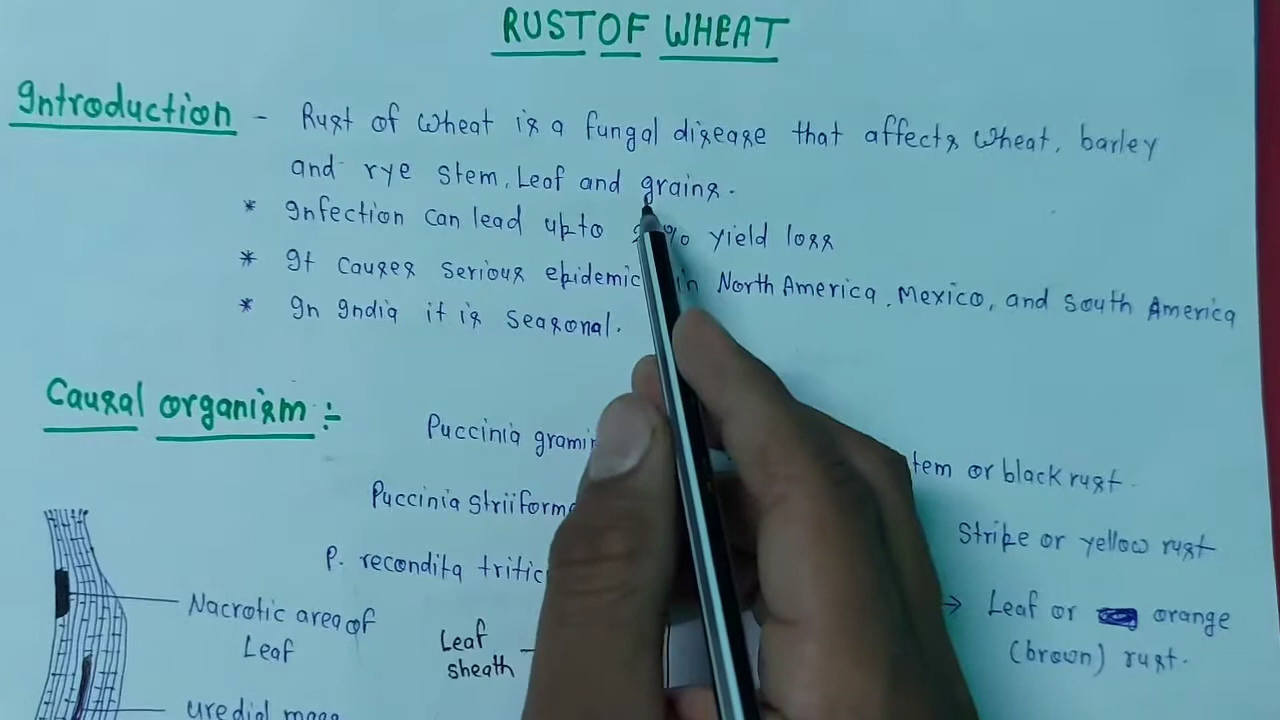 RUST OF WHEAT
Introduction - Rust of wheat is a fungal disease that affects wheat, barley
and rye stem, Leaf and grains.
* Infection can lead upto % yield loss
* It causes serious epidemic in North America, Mexico, and South America
* In India it is seasonal.
Causal organism :-
Puccinia stem or black rust.
Puccinia Stripe or yellow rust
P. recondita → Leaf or orange
(brown) rust.
Nacrotic area of
Leaf
Leaf
sheath
uredial